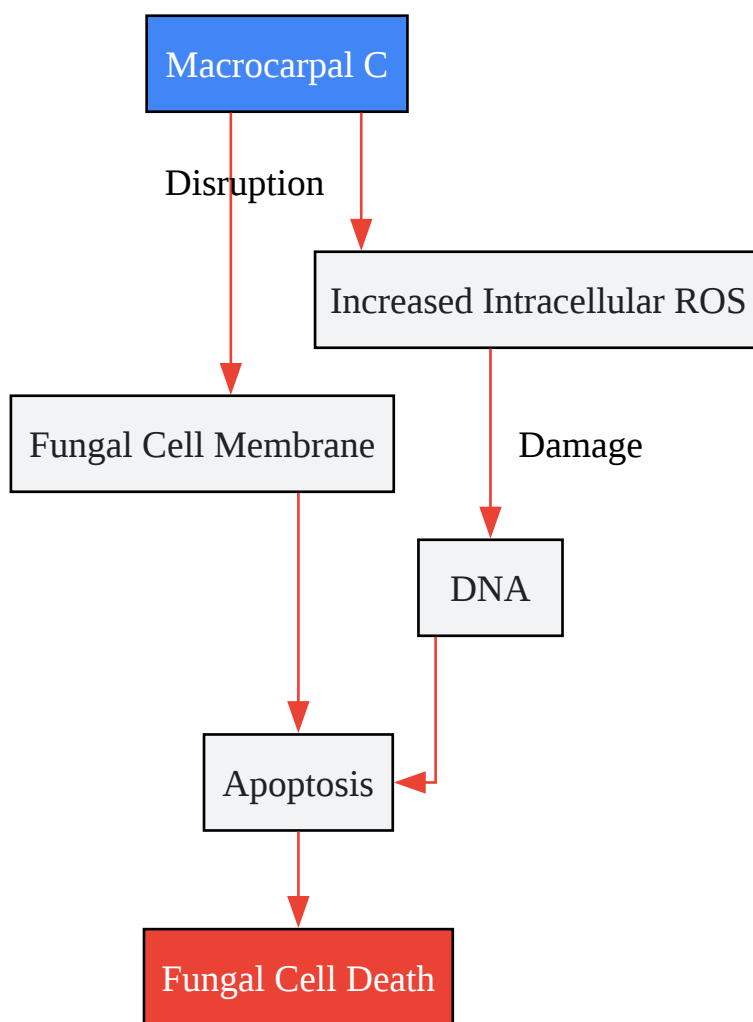 Macrocarpal C
Disruption
Increased Intracellular ROS
Fungal Cell Membrane
Damage
DNA
Apoptosis
Fungal Cell Death